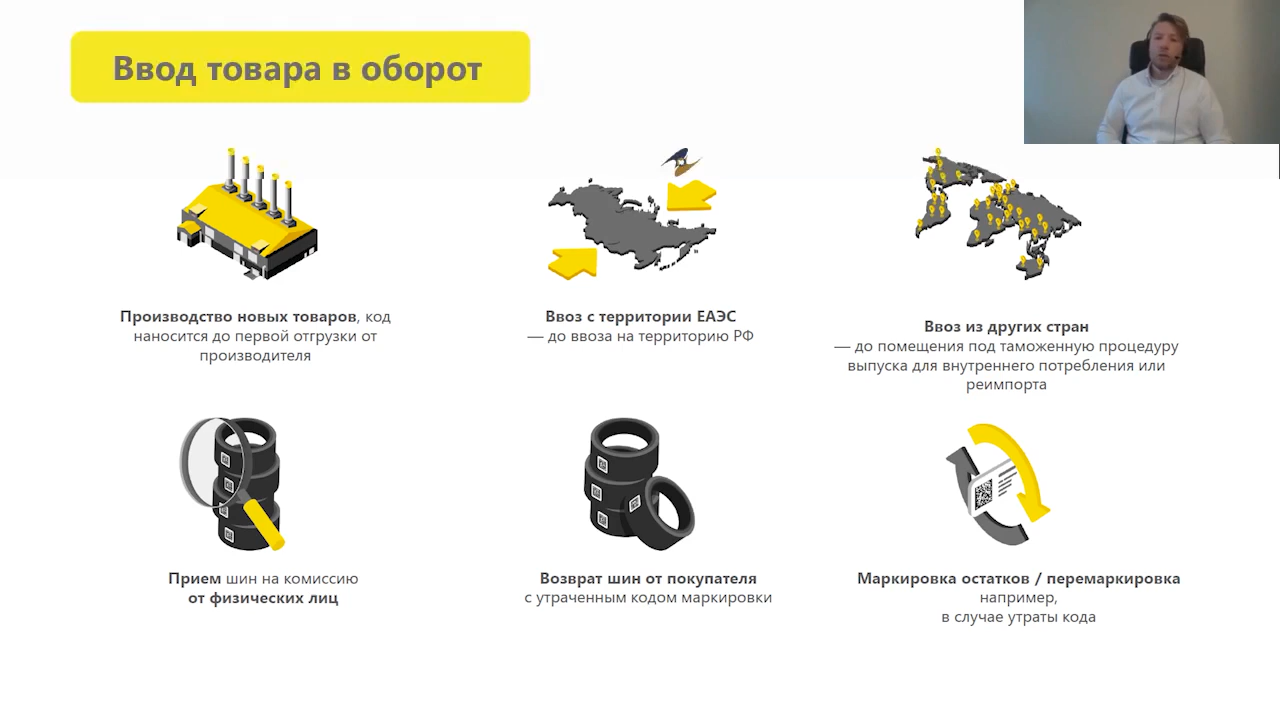 Ввод товара в оборот
Производство новых товаров, код
наносится до первой отгрузки от
производителя
Ввоз с территории ЕАЭС
— до ввоза на территорию РФ
Ввоз из других стран
— до помещения под таможенную процедуру
выпуска для внутреннего потребления или
реимпорта
Прием шин на комиссию
от физических лиц
Возврат шин от покупателя
с утраченным кодом маркировки
Маркировка остатков / перемаркировка
например,
в случае утраты кода